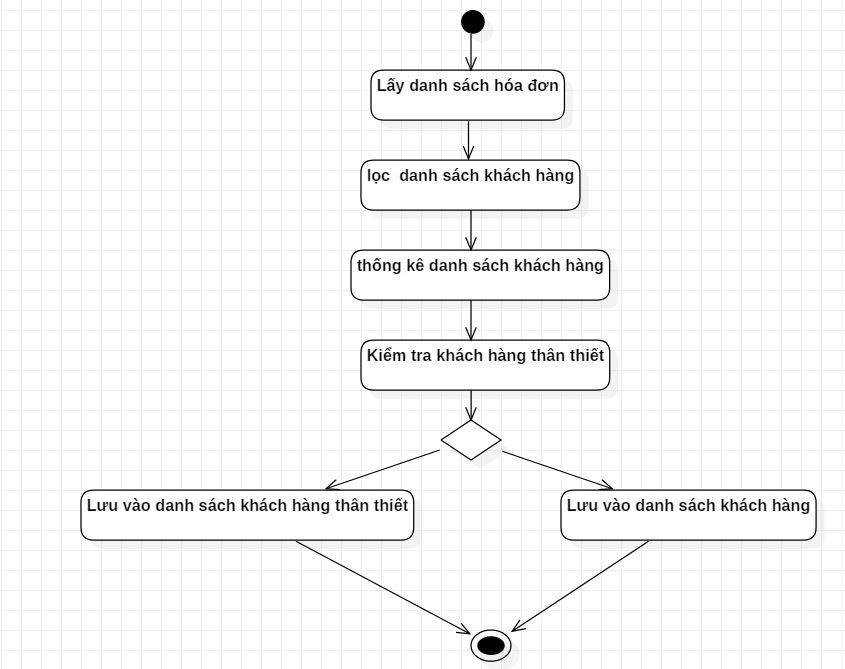 Lấy danh sách hóa đơn
lọc  danh sách khách hàng
thống kê danh sách khách hàng
Kiểm tra khách hàng thân thiết
Lưu vào danh sách khách hàng thân thiết
Lưu vào danh sách khách hàng